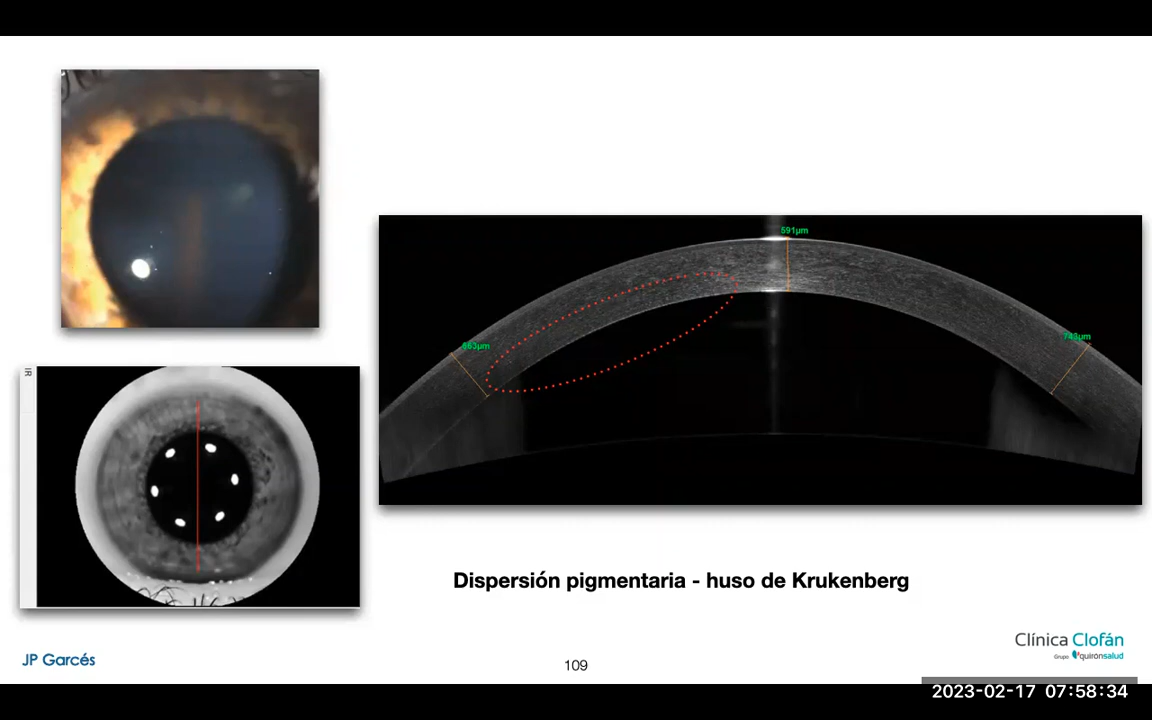 591µm
563µm
743µm
IR
Dispersión pigmentaria - huso de Krukenberg
Clínica Clofán
Grupo quirónsalud
JP Garcés
109
2023-02-17 07:58:34